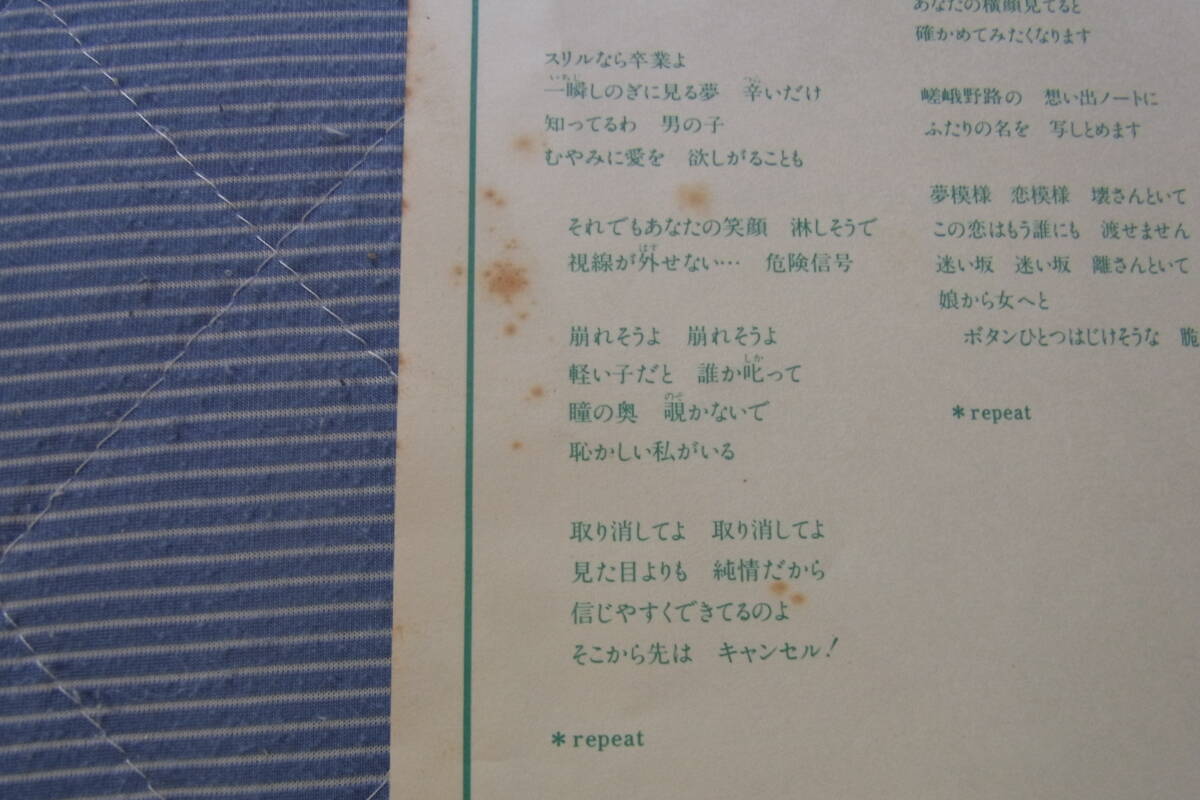 スリルなら卒業よ
一瞬しのぎに見る夢　辛いだけ
知ってるわ　男の子
むやみに愛を　欲しがることも
それでもあなたの笑顔　淋しそうで
視線が外せない…　危険信号
崩れそうよ　崩れそうよ
軽い子だと　誰か叱って
瞳の奥　覗かないで
恥かしい私がいる
取り消してよ　取り消してよ
見た目よりも　純情だから
信じやすくできてるのよ
そこから先は　キャンセル！
＊repeat
あなたの横顔見てると
確かめてみたくなります
嵯峨野路の　想い出ノートに
ふたりの名を　写しとめます
夢模様　恋模様　壊さんといて
この恋はもう誰にも　渡せません
迷い坂　迷い坂　離さんといて
娘から女へと
ボタンひとつはじけそうな　脆
＊repeat